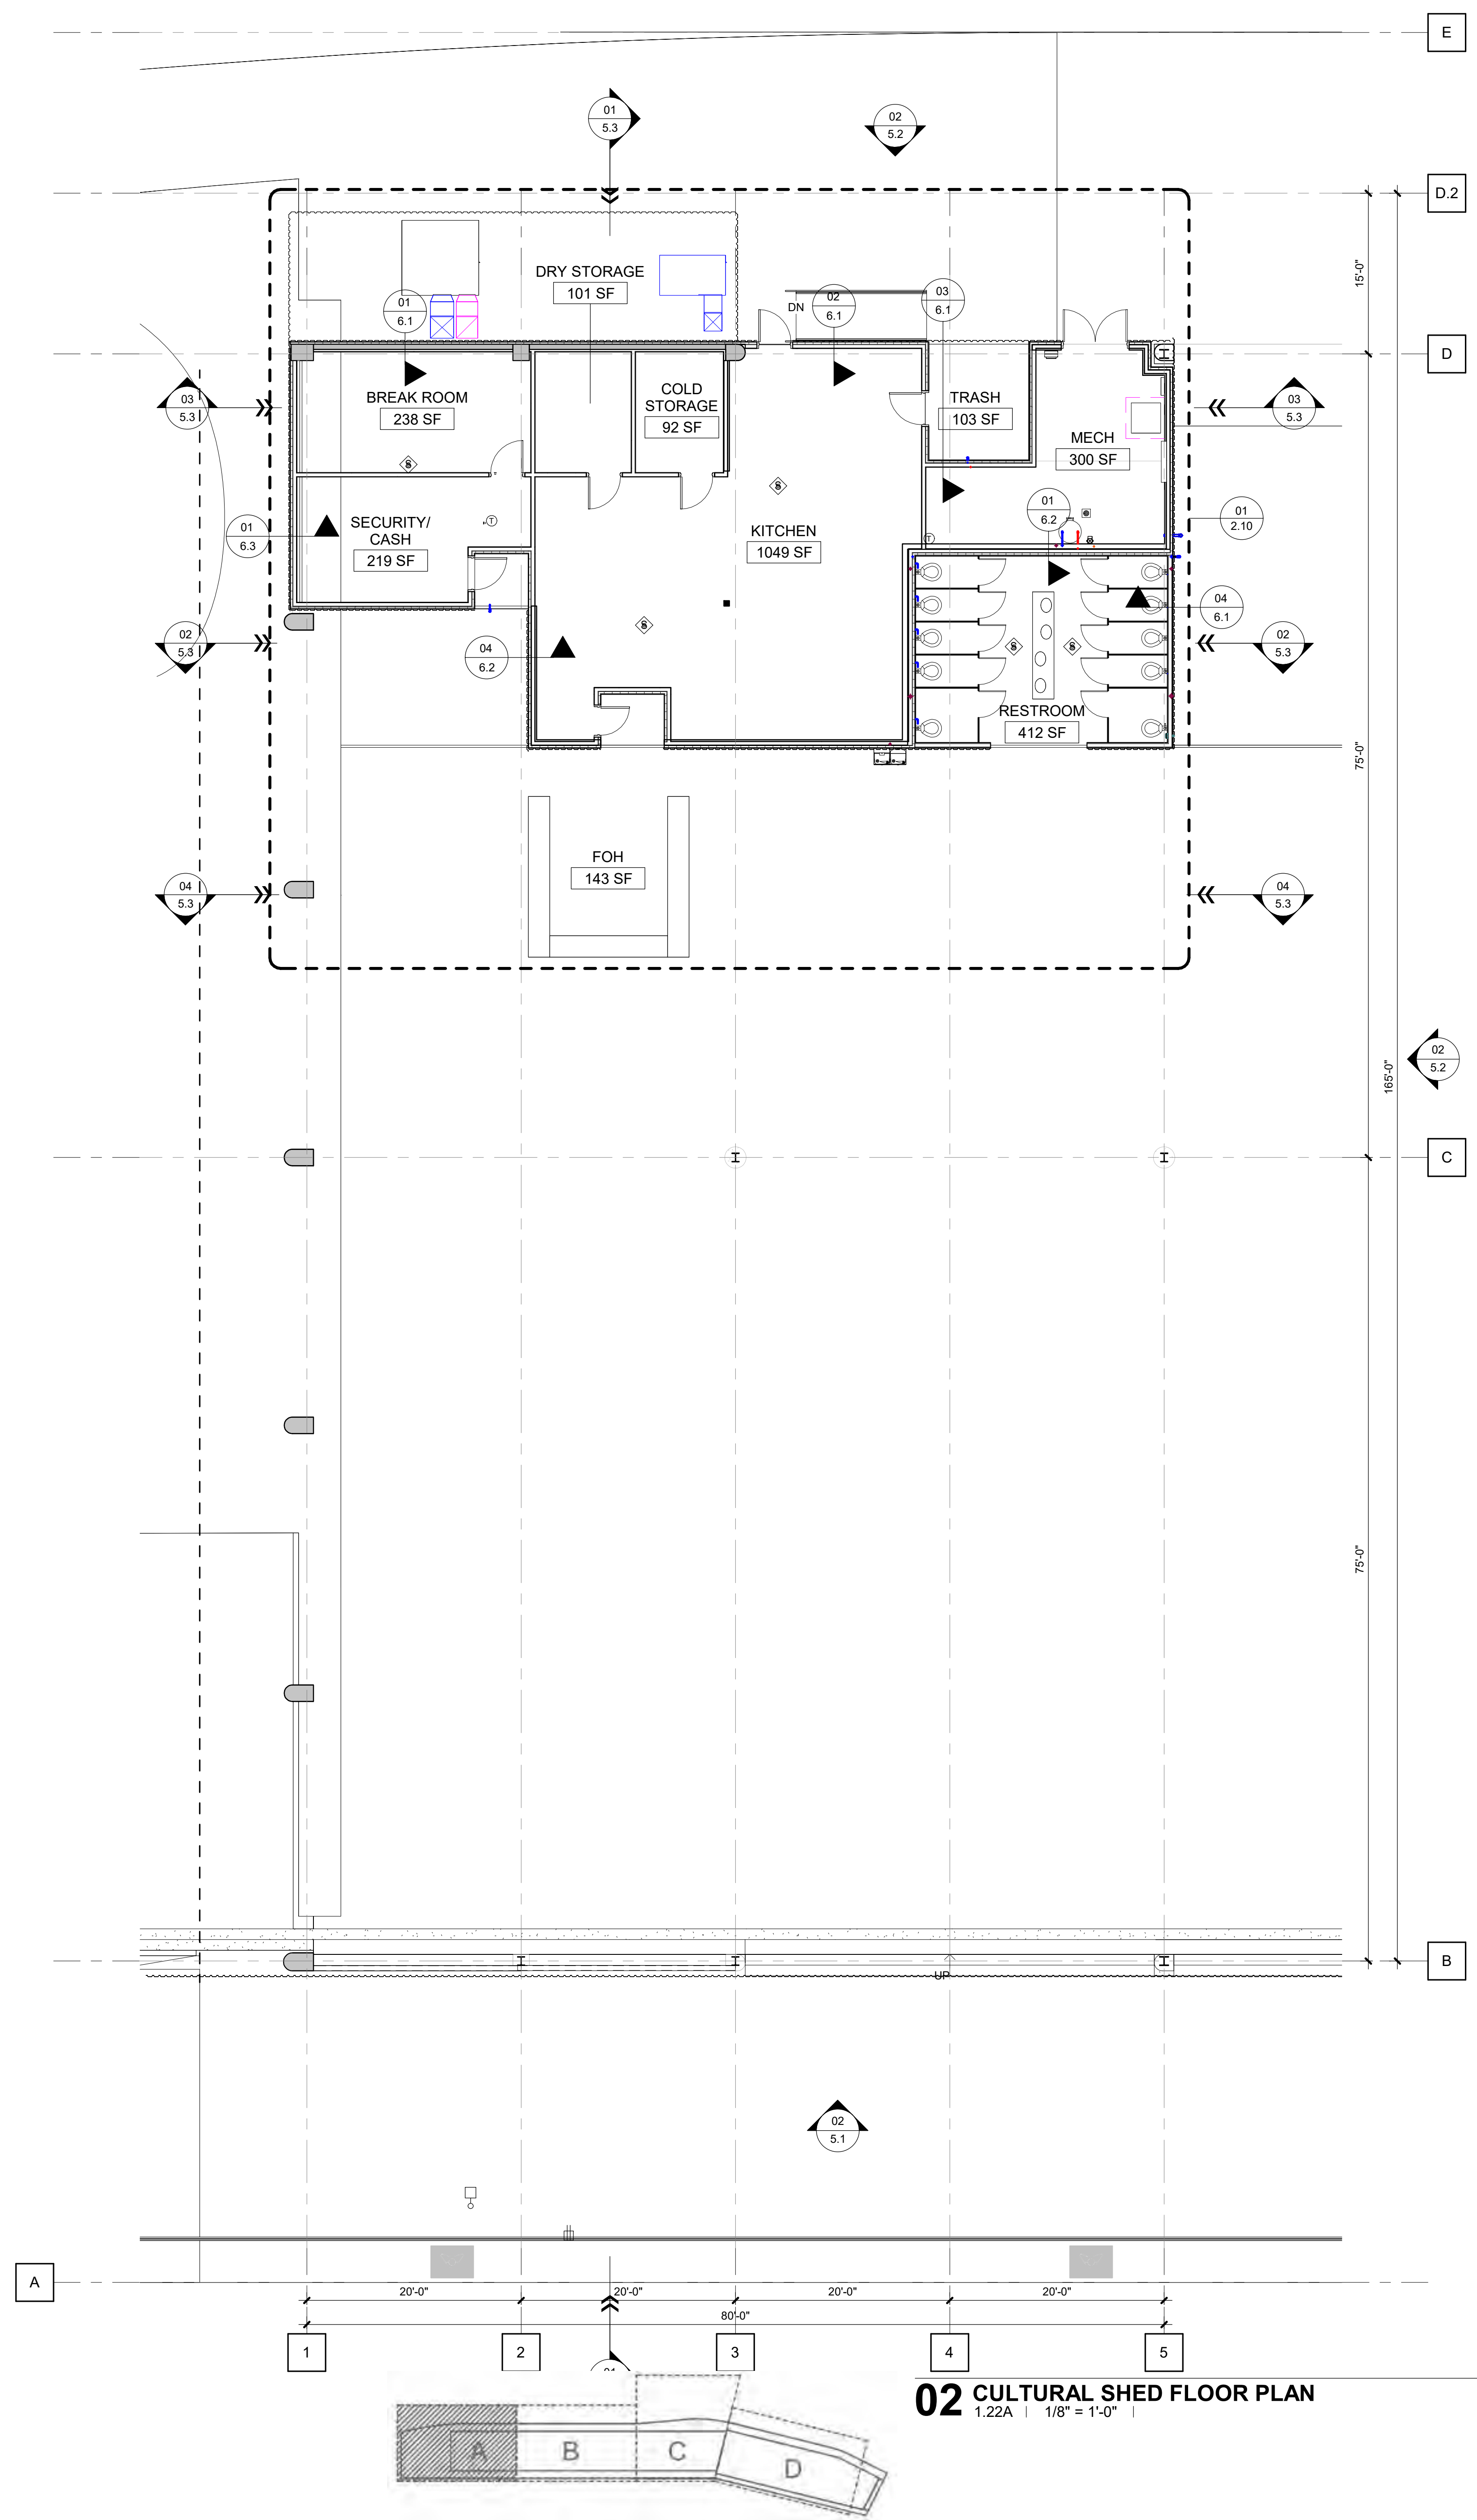 E
01
5.3
02
5.2
D.2
15'-0"
DRY STORAGE
101 SF
01
6.1
DN
02
6.1
03
6.1
D
03
5.3
BREAK ROOM
238 SF
COLD
STORAGE
92 SF
TRASH
103 SF
MECH
300 SF
03
5.3
S
S
01
6.3
SECURITY/
CASH
219 SF
T
KITCHEN
1049 SF
01
6.2
T
01
2.10
04
6.1
02
5.3
S
04
6.2
S
S
02
5.3
RESTROOM
412 SF
75'-0"
FOH
143 SF
04
5.3
04
5.3
02
5.2
165'-0"
C
75'-0"
B
UP
02
5.1
A
20'-0"
20'-0"
20'-0"
20'-0"
80'-0"
1
2
3
4
5
02 CULTURAL SHED FLOOR PLAN
1.22A | 1/8" = 1'-0" |
A
B
C
D